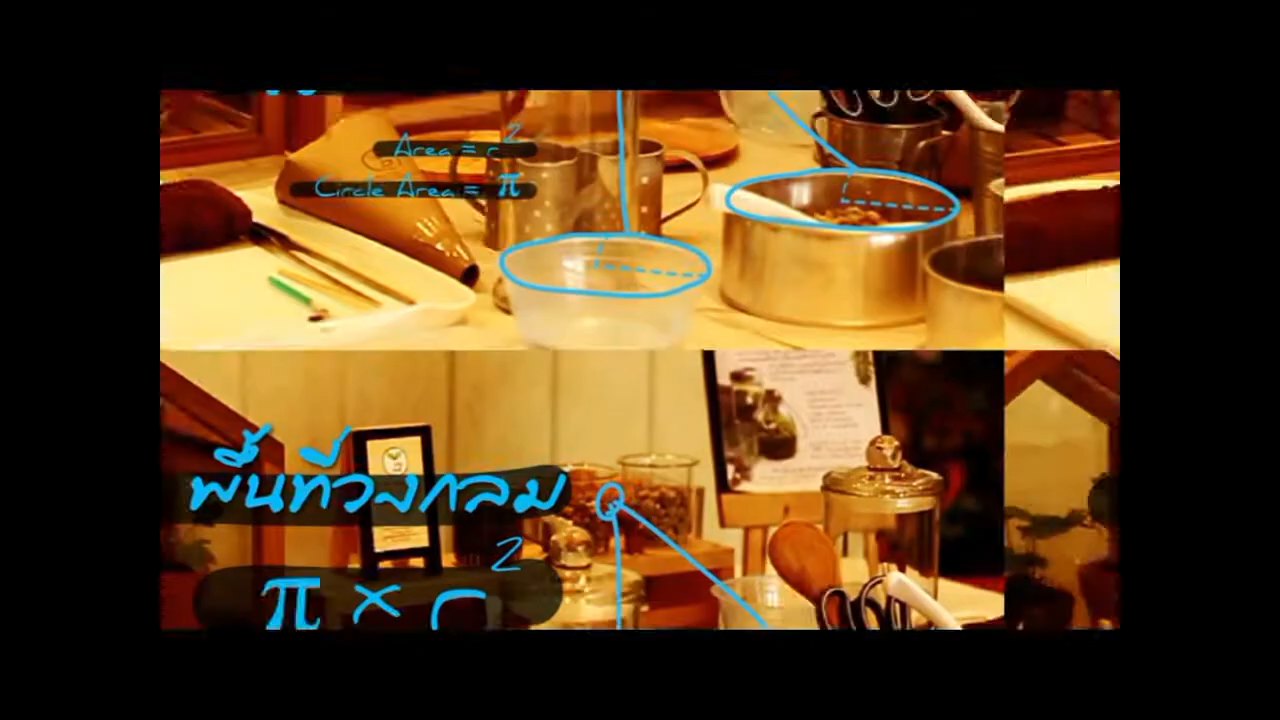 Area = r²
Circle Area = π
พื้นที่วงกลม
π × r²